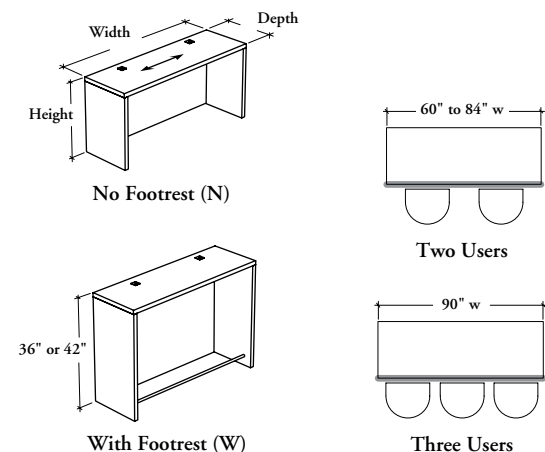 Width
Depth
Height
No Footrest (N)
60" to 84" w
Two Users
36" or 42"
With Footrest (W)
90" w
Three Users